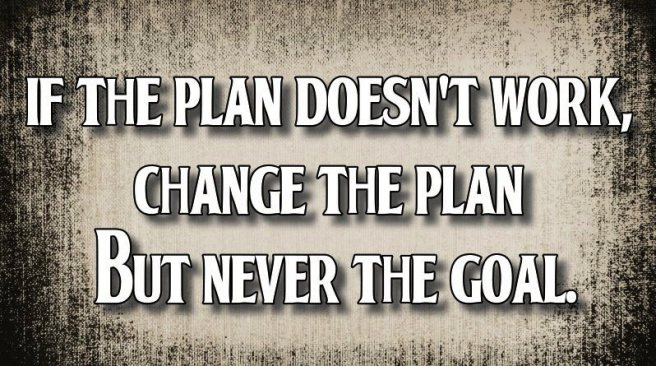 IF THE PLAN DOESN'T WORK,
CHANGE THE PLAN
BUT NEVER THE GOAL.